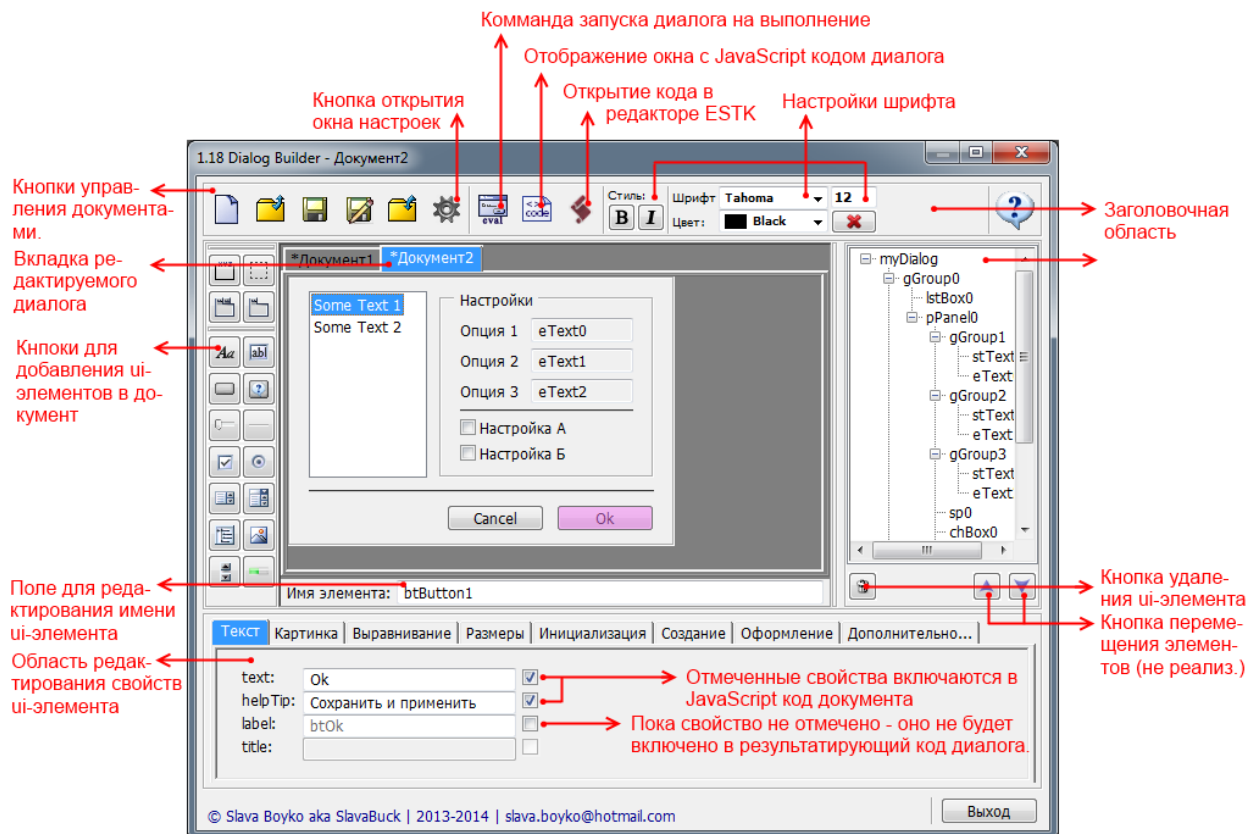 Комманда запуска диалога на выполнение
Отображение окна с JavaScript кодом диалога
Кнопка открытия
окна настроек
Открытие кода в
редакторе ESTK
Настройки шрифта
1.18 Dialog Builder - Документ2
Кнопки управ-
ления документа-
ми.
eval
<>
code
Стиль:
B I
Шрифт Tahoma 12
Цвет: Black
?
Заголовочная
область
Вкладка ре-
дактируемого
диалога
*Документ1 *Документ2
Some Text 1
Some Text 2
Настройки
Опция 1 eText0
Опция 2 eText1
Опция 3 eText2
Настройка А
Настройка Б
Cancel Ok
myDialog
gGroup0
lstBox0
pPanel0
gGroup1
stText
eText
gGroup2
stText
eText
gGroup3
stText
eText
sp0
chBox0
Кнпоки для
добавления ui-
элементов в до-
кумент
Aa
abl
Поле для реда-
ктирования имени
ui-элемента
Имя элемента: btButton1
Кнопка удале-
ния ui-элемента
Кнопка переме-
щения элемен-
тов (не реализ.)
Текст Картинка Выравнивание Размеры Инициализация Создание Оформление Дополнительно...
Область редак-
тирования свойств
ui-элемента
text: Ok
helpTip: Сохранить и применить
label: btOk
title:
Отмеченные свойства включаются в
JavaScript код документа
Пока свойство не отмечено - оно не будет
включено в результатирующий код диалога.
© Slava Boyko aka SlavaBuck | 2013-2014 | slava.boyko@hotmail.com
Выход